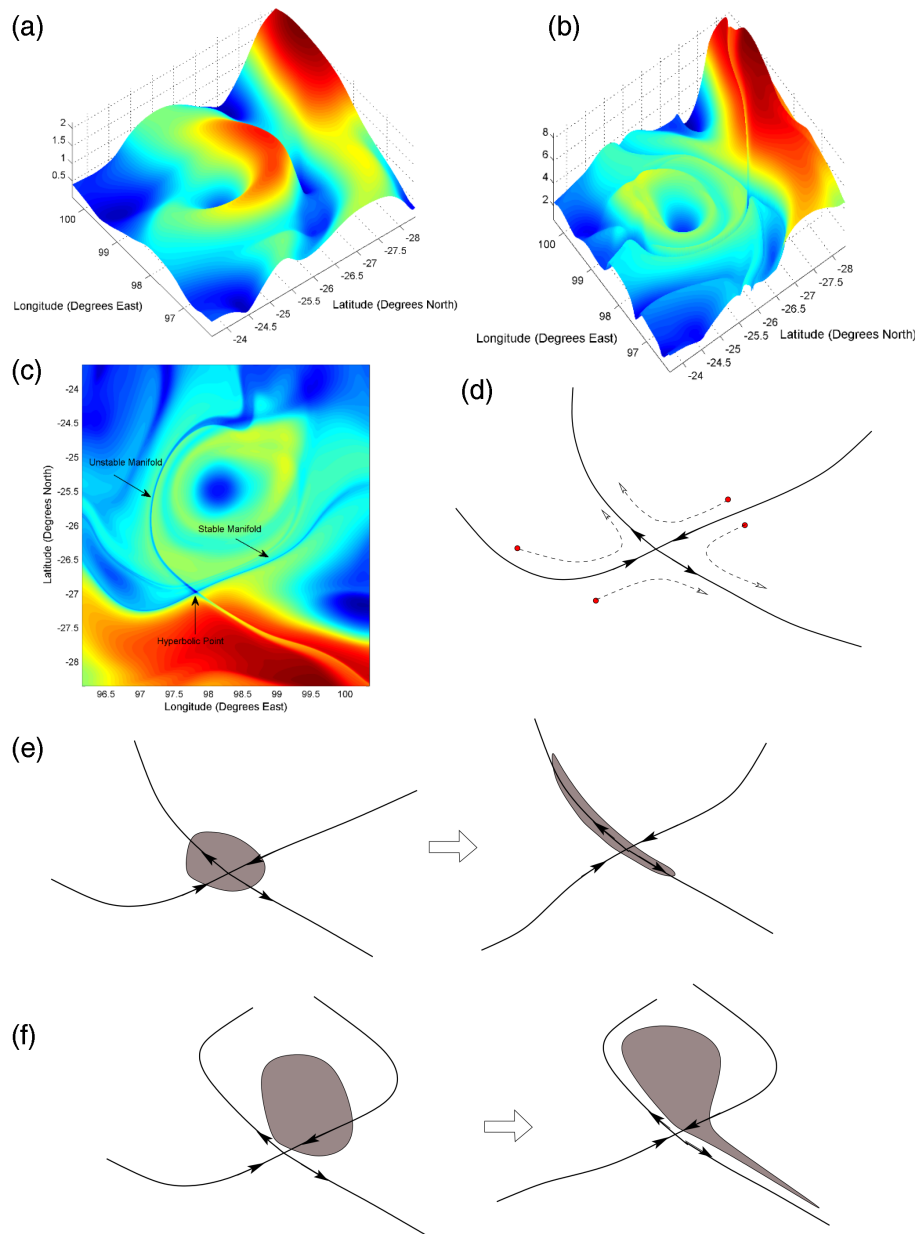 (a)
2
1.5
1
0.5
100
99
98
97
-24
-24.5
-25
-25.5
-26
-26.5
-27
-27.5
-28
Longitude (Degrees East)
Latitude (Degrees North)
(b)
8
6
4
2
100
99
98
97
-24
-24.5
-25
-25.5
-26
-26.5
-27
-27.5
-28
Longitude (Degrees East)
Latitude (Degrees North)
(c)
-24
-24.5
-25
-25.5
-26
-26.5
-27
-27.5
-28
Latitude (Degrees North)
Unstable Manifold
Stable Manifold
Hyperbolic Point
96.5 97 97.5 98 98.5 99 99.5 100
Longitude (Degrees East)
(d)
(e)
(f)